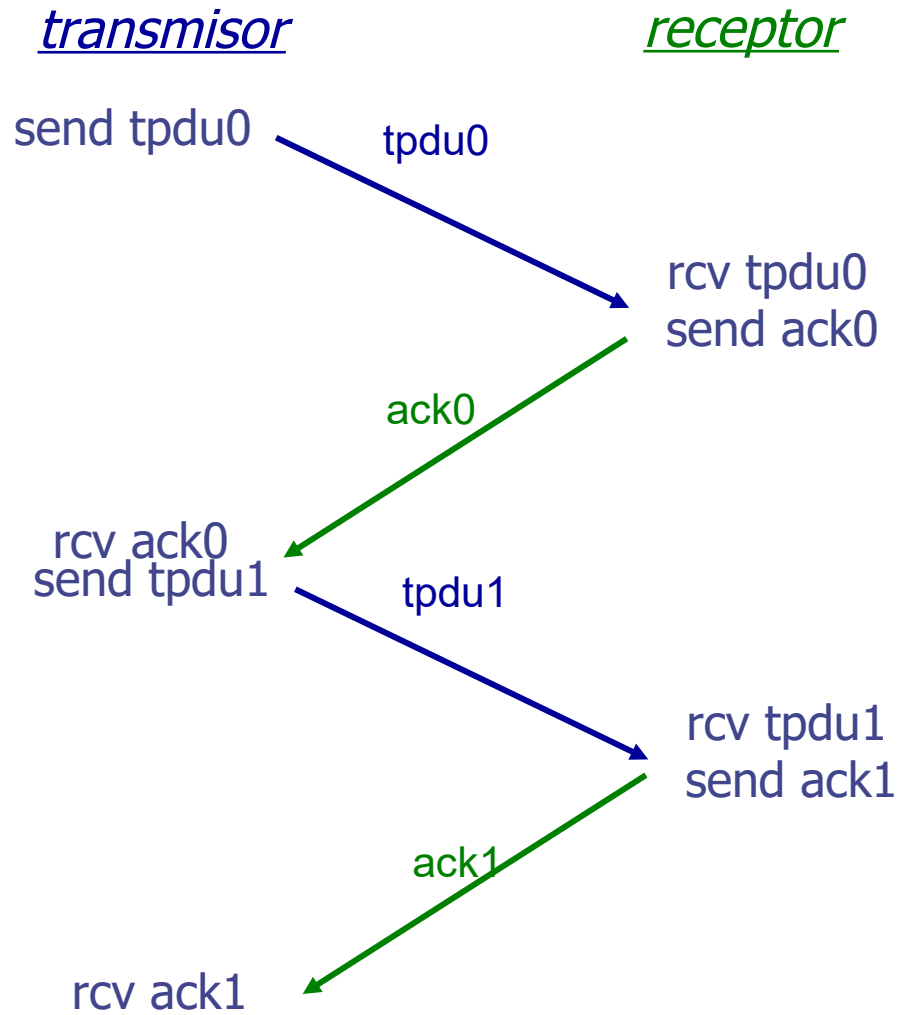 transmisor
receptor
send tpdu0
tpdu0
rcv tpdu0
send ack0
ack0
rcv ack0
send tpdu1
tpdu1
rcv tpdu1
send ack1
ack1
rcv ack1